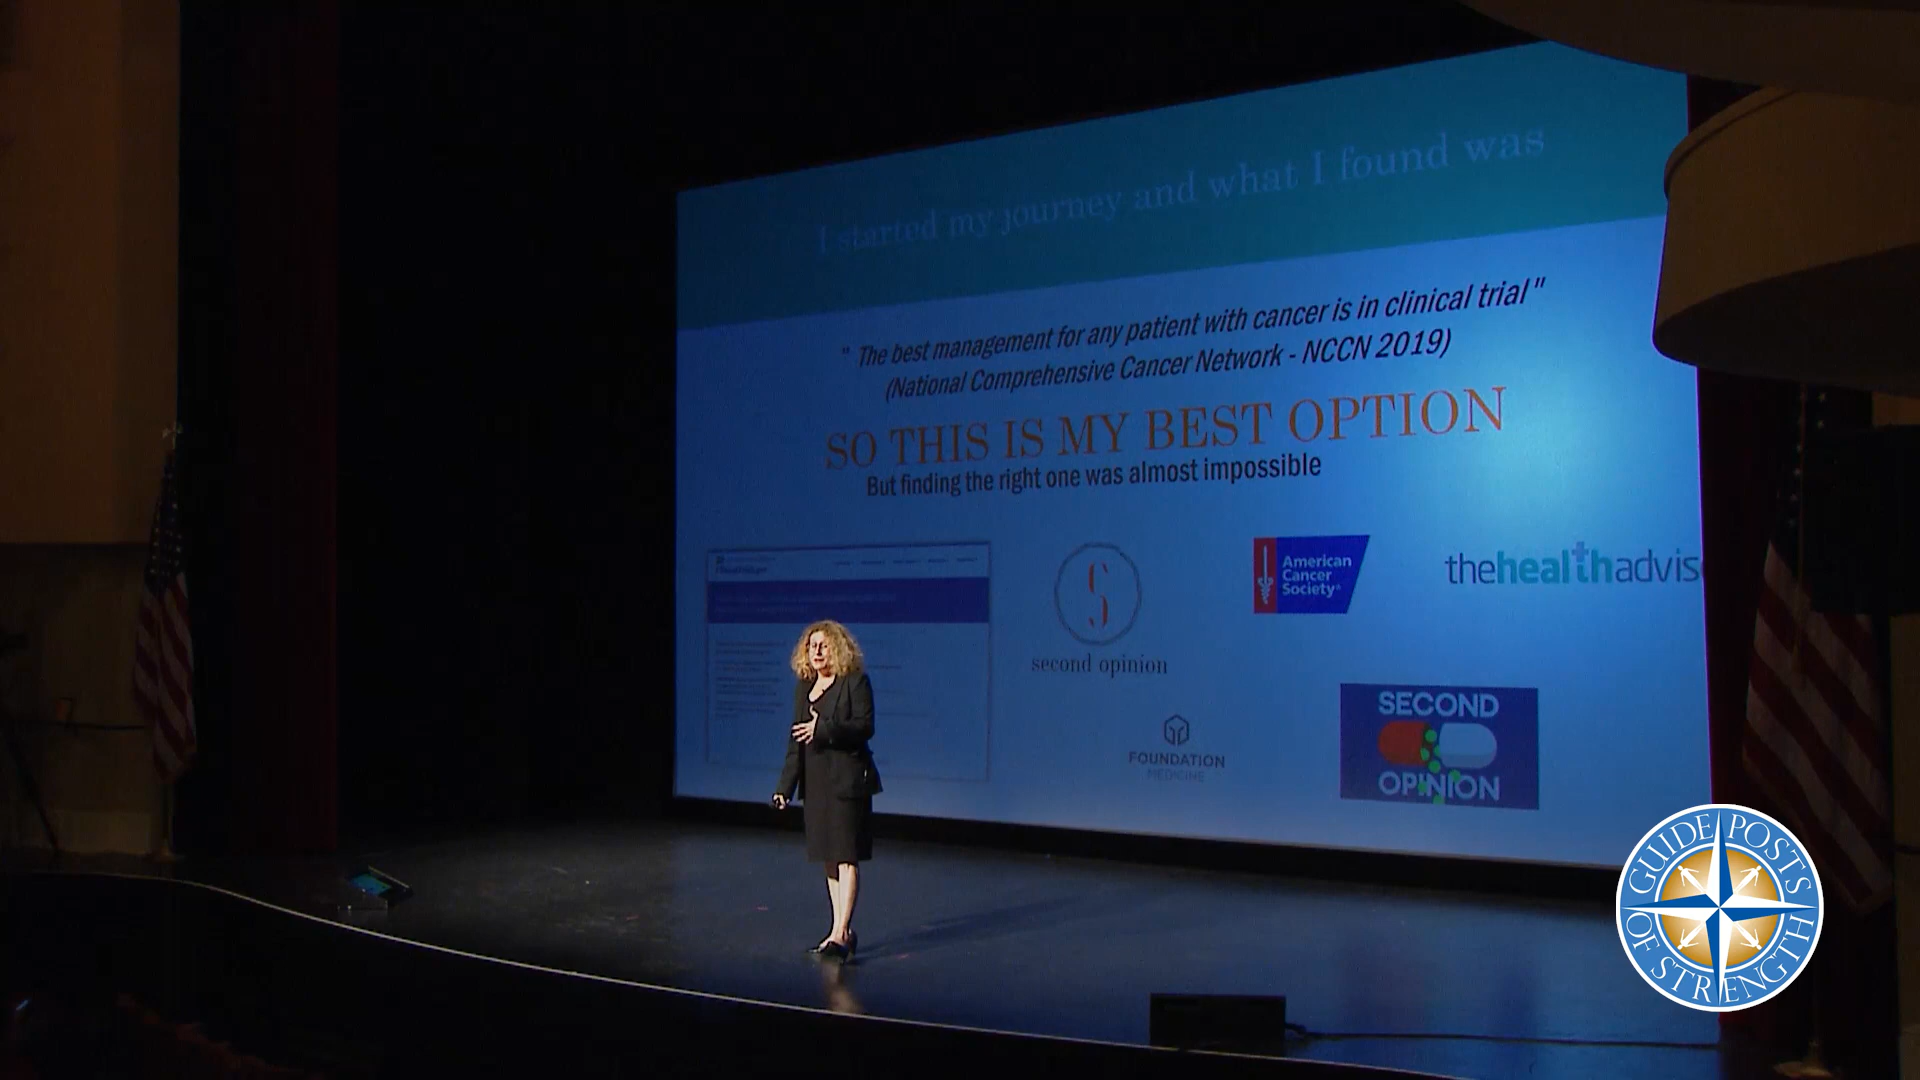 I started my journey and what I found was
" The best management for any patient with cancer is in clinical trial "
(National Comprehensive Cancer Network - NCCN 2019)
SO THIS IS MY BEST OPTION
But finding the right one was almost impossible
S
second opinion
American
Cancer
Society®
thehealthadvis
FOUNDATION
MEDICINE
SECOND
OPINION
GUIDE POSTS
OF STRENGTH